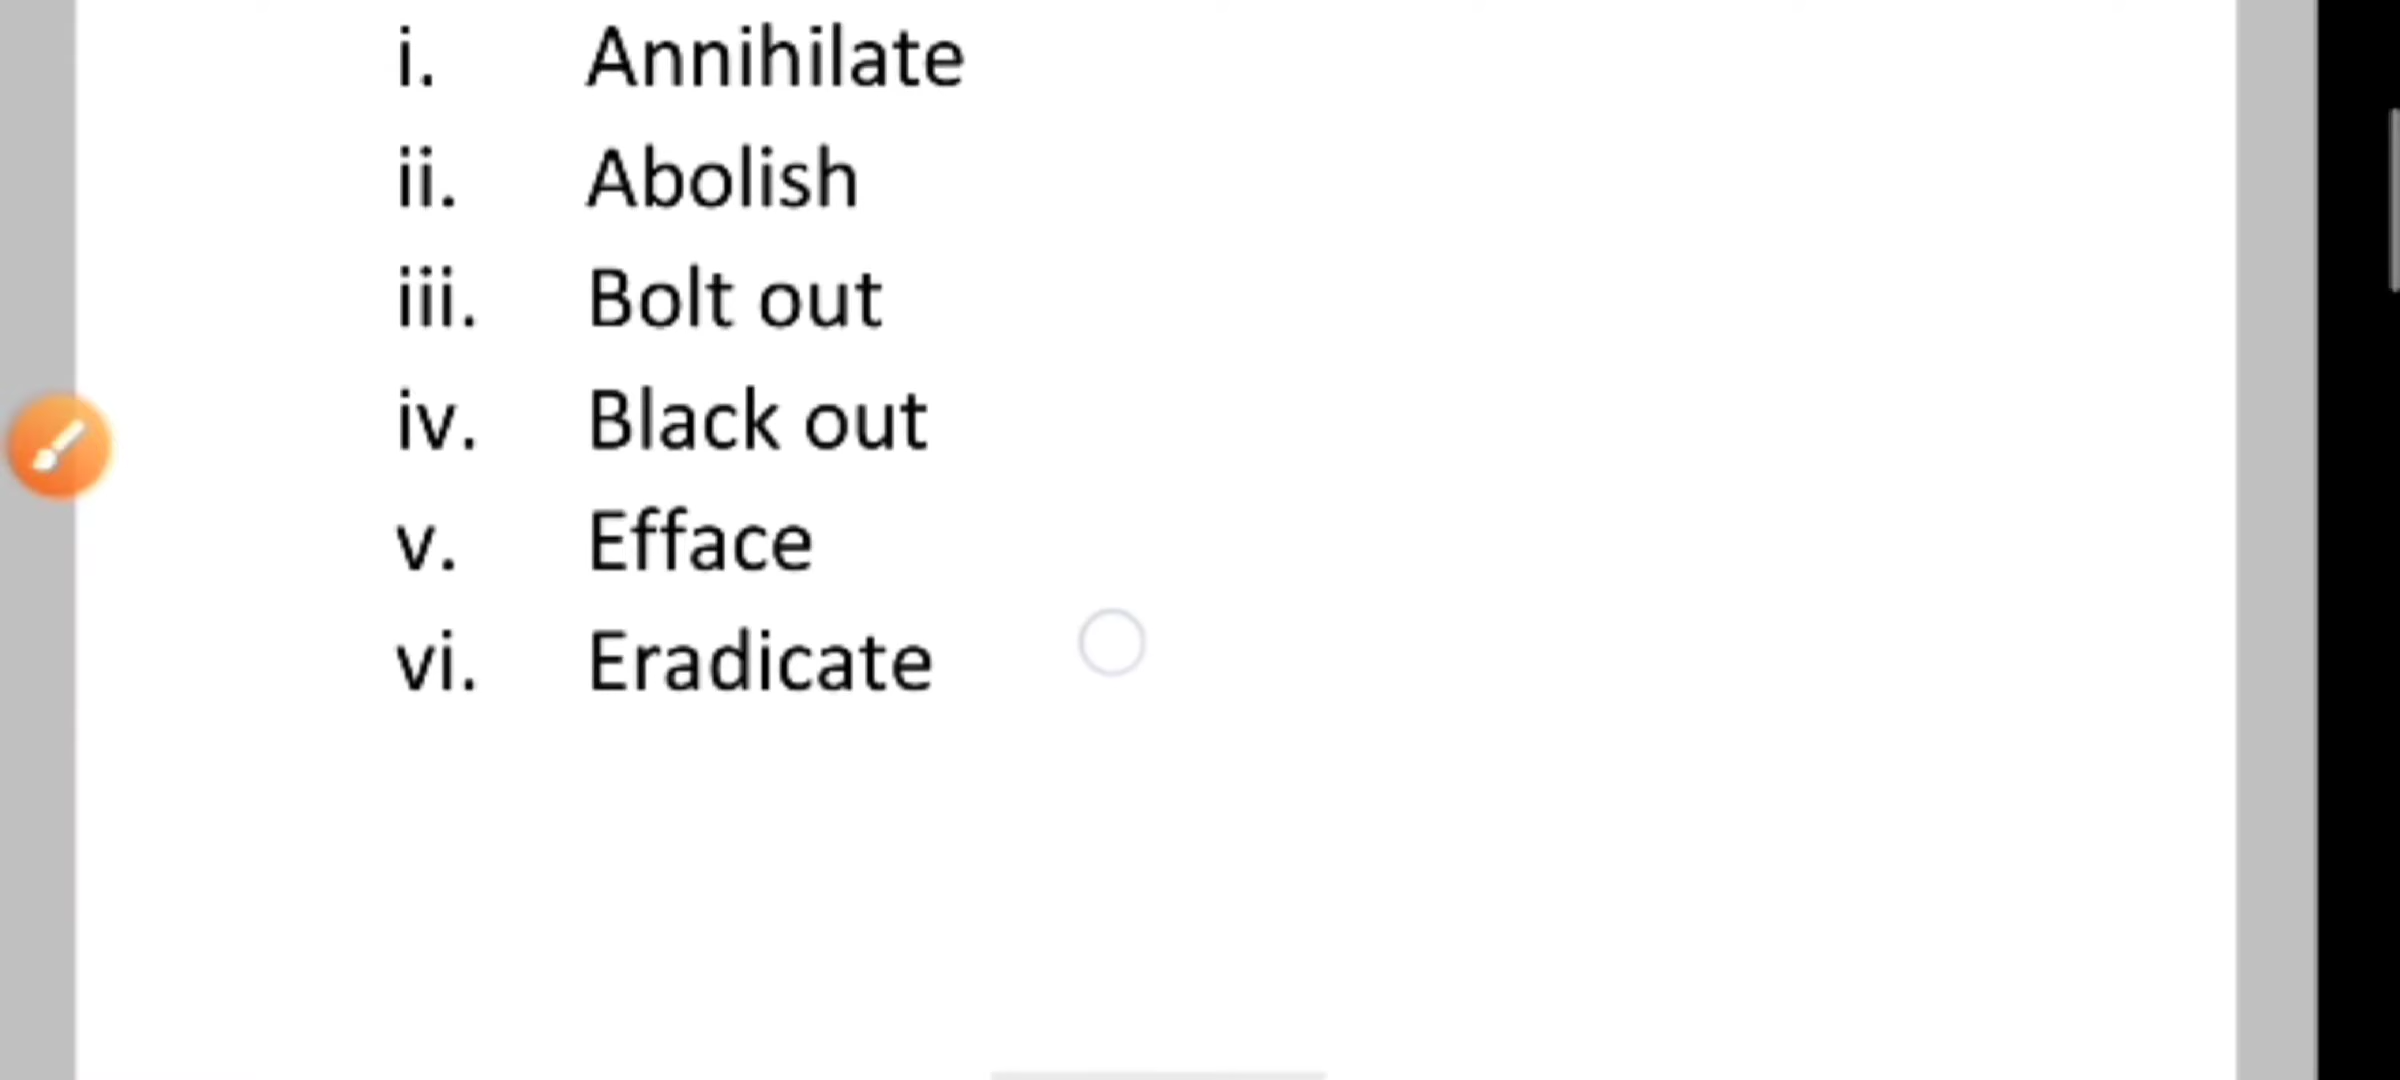 i. Annihilate
ii. Abolish
iii. Bolt out
iv. Black out
v. Efface
vi. Eradicate